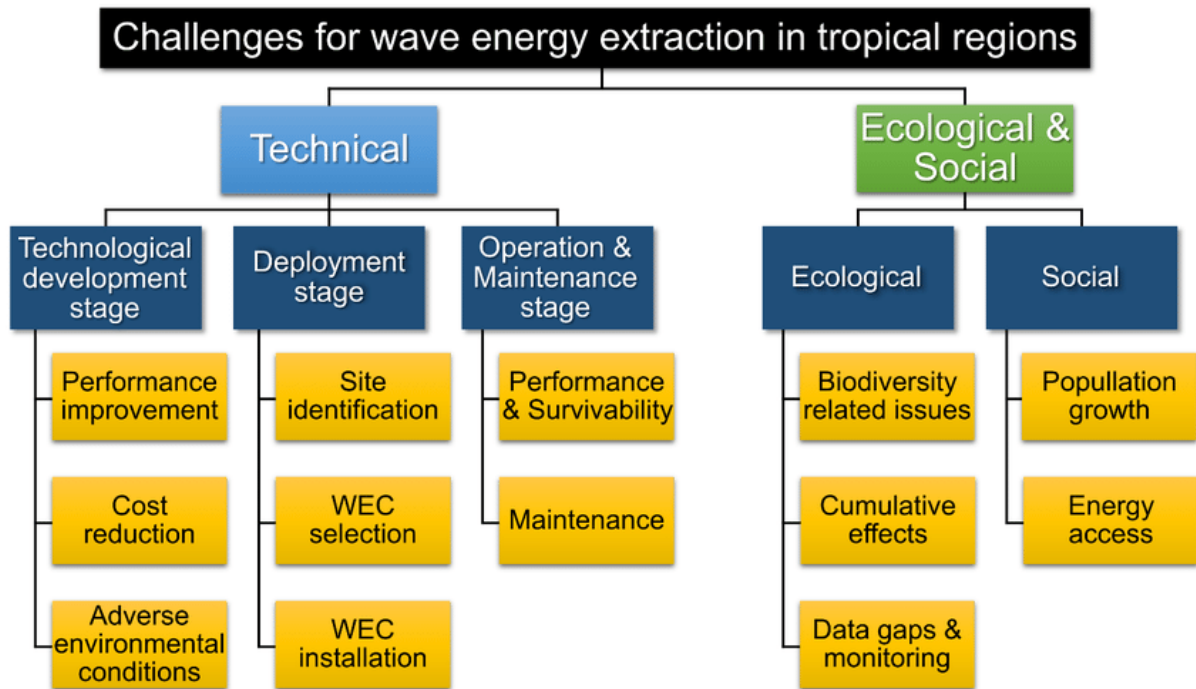 Challenges for wave energy extraction in tropical regions
Technical
Ecological &
Social
Technological
development
stage
Deployment
stage
Operation &
Maintenance
stage
Ecological
Social
Performance
improvement
Site
identification
Performance
& Survivability
Biodiversity
related issues
Popullation
growth
Cost
reduction
WEC
selection
Maintenance
Cumulative
effects
Energy
access
Adverse
environmental
conditions
WEC
installation
Data gaps &
monitoring